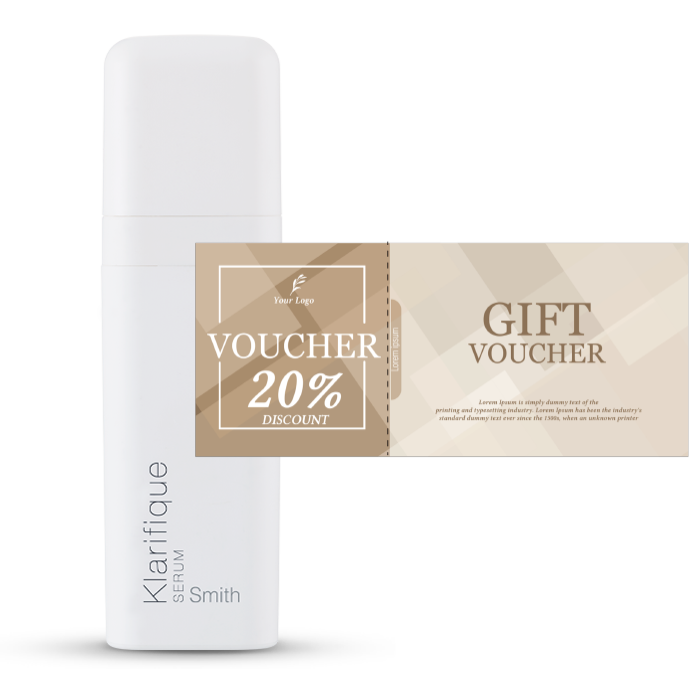 Your Logo
VOUCHER
20%
DISCOUNT
Lorem Ipsum
GIFT
VOUCHER
Lorem Ipsum is simply dummy text of the
printing and typesetting industry. Lorem Ipsum has been the industry's
standard dummy text ever since the 1500s, when an unknown printer
Klarifique
SERUM
Smith